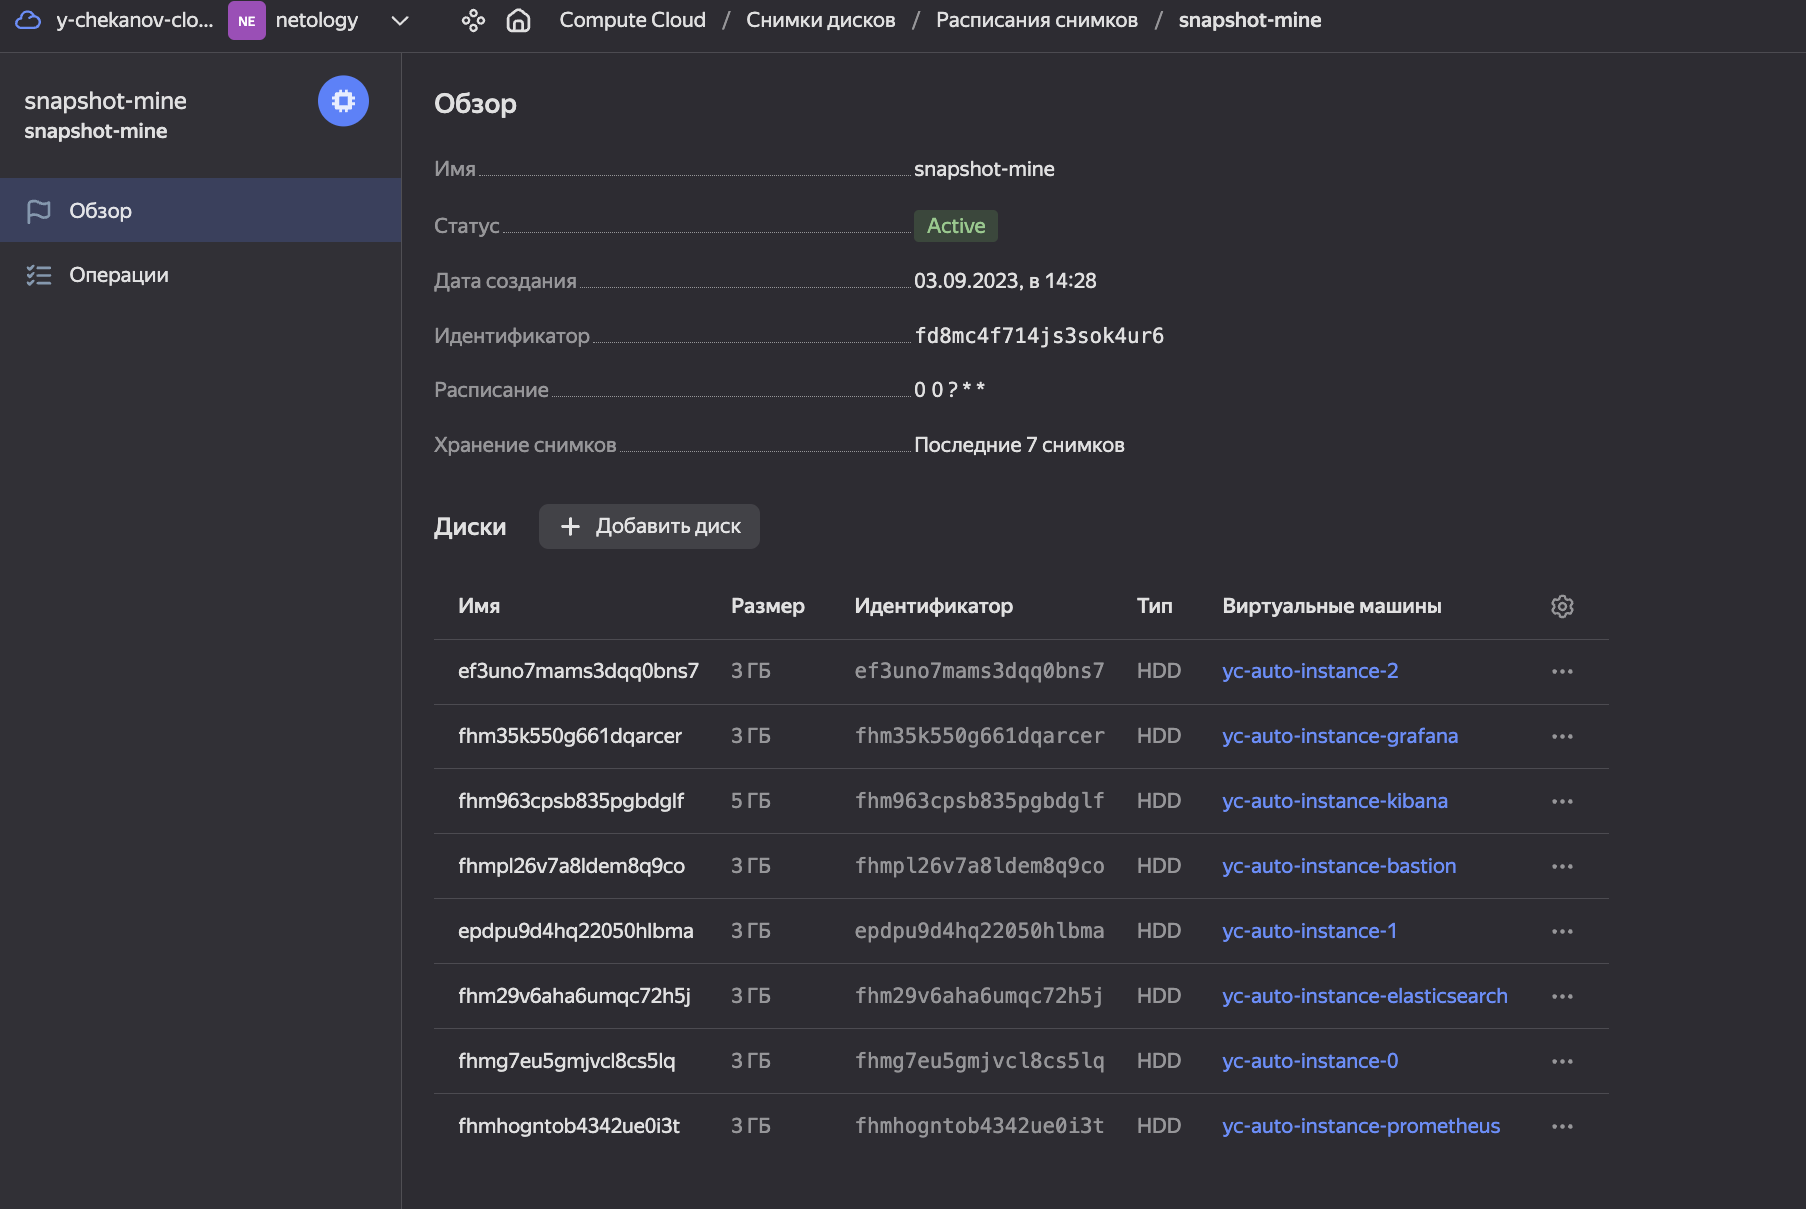 y-chekanov-clo... NE netology Compute Cloud / Снимки дисков / Расписания снимков / snapshot-mine
snapshot-mine
snapshot-mine
Обзор
Операции
Обзор
Имя snapshot-mine
Статус Active
Дата создания 03.09.2023, в 14:28
Идентификатор fd8mc4f714js3sok4ur6
Расписание 0 0 ? * *
Хранение снимков Последние 7 снимков
Диски + Добавить диск
Имя Размер Идентификатор Тип Виртуальные машины
ef3uno7mams3dqq0bns7 3 ГБ ef3uno7mams3dqq0bns7 HDD yc-auto-instance-2
fhm35k550g661dqarcer 3 ГБ fhm35k550g661dqarcer HDD yc-auto-instance-grafana
fhm963cpsb835pgbdglf 5 ГБ fhm963cpsb835pgbdglf HDD yc-auto-instance-kibana
fhmpl26v7a8ldem8q9co 3 ГБ fhmpl26v7a8ldem8q9co HDD yc-auto-instance-bastion
epdpu9d4hq22050hlbma 3 ГБ epdpu9d4hq22050hlbma HDD yc-auto-instance-1
fhm29v6aha6umqc72h5j 3 ГБ fhm29v6aha6umqc72h5j HDD yc-auto-instance-elasticsearch
fhmg7eu5gmjvcl8cs5lq 3 ГБ fhmg7eu5gmjvcl8cs5lq HDD yc-auto-instance-0
fhmhogntob4342ue0i3t 3 ГБ fhmhogntob4342ue0i3t HDD yc-auto-instance-prometheus